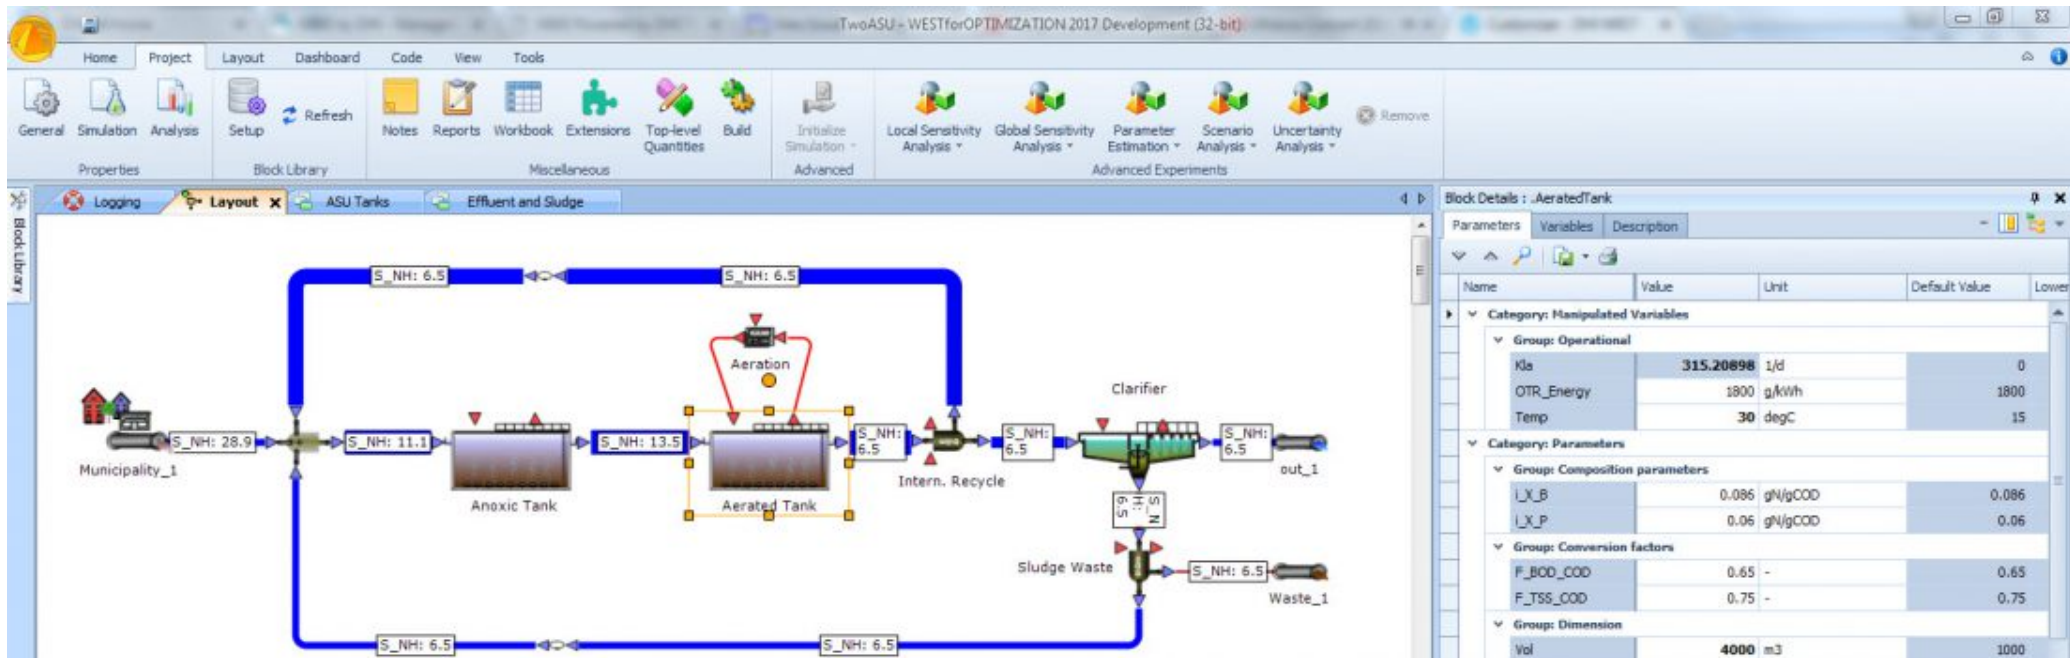 TwoASU - WESTforOPTIMIZATION 2017 Development (32-bit)
Home Project Layout Dashboard Code View Tools
General Simulation Analysis Setup Refresh Notes Reports Workbook Extensions Top-level Quantities Build Initialize Simulation Local Sensitivity Analysis Global Sensitivity Analysis Parameter Estimation Scenario Analysis Uncertainty Analysis Remove
Properties Block Library Miscellaneous Advanced Advanced Experiments
Block Library
Logging Layout ASU Tanks Effluent and Sludge
S_NH: 6.5 S_NH: 6.5
Aeration
Clarifier
S_NH: 28.9 S_NH: 11.1 S_NH: 13.5 S_NH: 6.5 S_NH: 6.5 S_NH: 6.5
Municipality_1 Anoxic Tank Aerated Tank Intern. Recycle out_1
S_NH: 6.5
Sludge Waste S_NH: 6.5
Waste_1
S_NH: 6.5 S_NH: 6.5
Block Details : .AeratedTank
Parameters Variables Description
Name Value Unit Default Value Lower
Category: Manipulated Variables
Group: Operational
Kla 315.20898 1/d 0
OTR_Energy 1800 g/kWh 1800
Temp 30 degC 15
Category: Parameters
Group: Composition parameters
i_X_B 0.086 gN/gCOD 0.086
i_X_P 0.06 gN/gCOD 0.06
Group: Conversion factors
F_BOD_COD 0.65 - 0.65
F_TSS_COD 0.75 - 0.75
Group: Dimension
Vol 4000 m3 1000